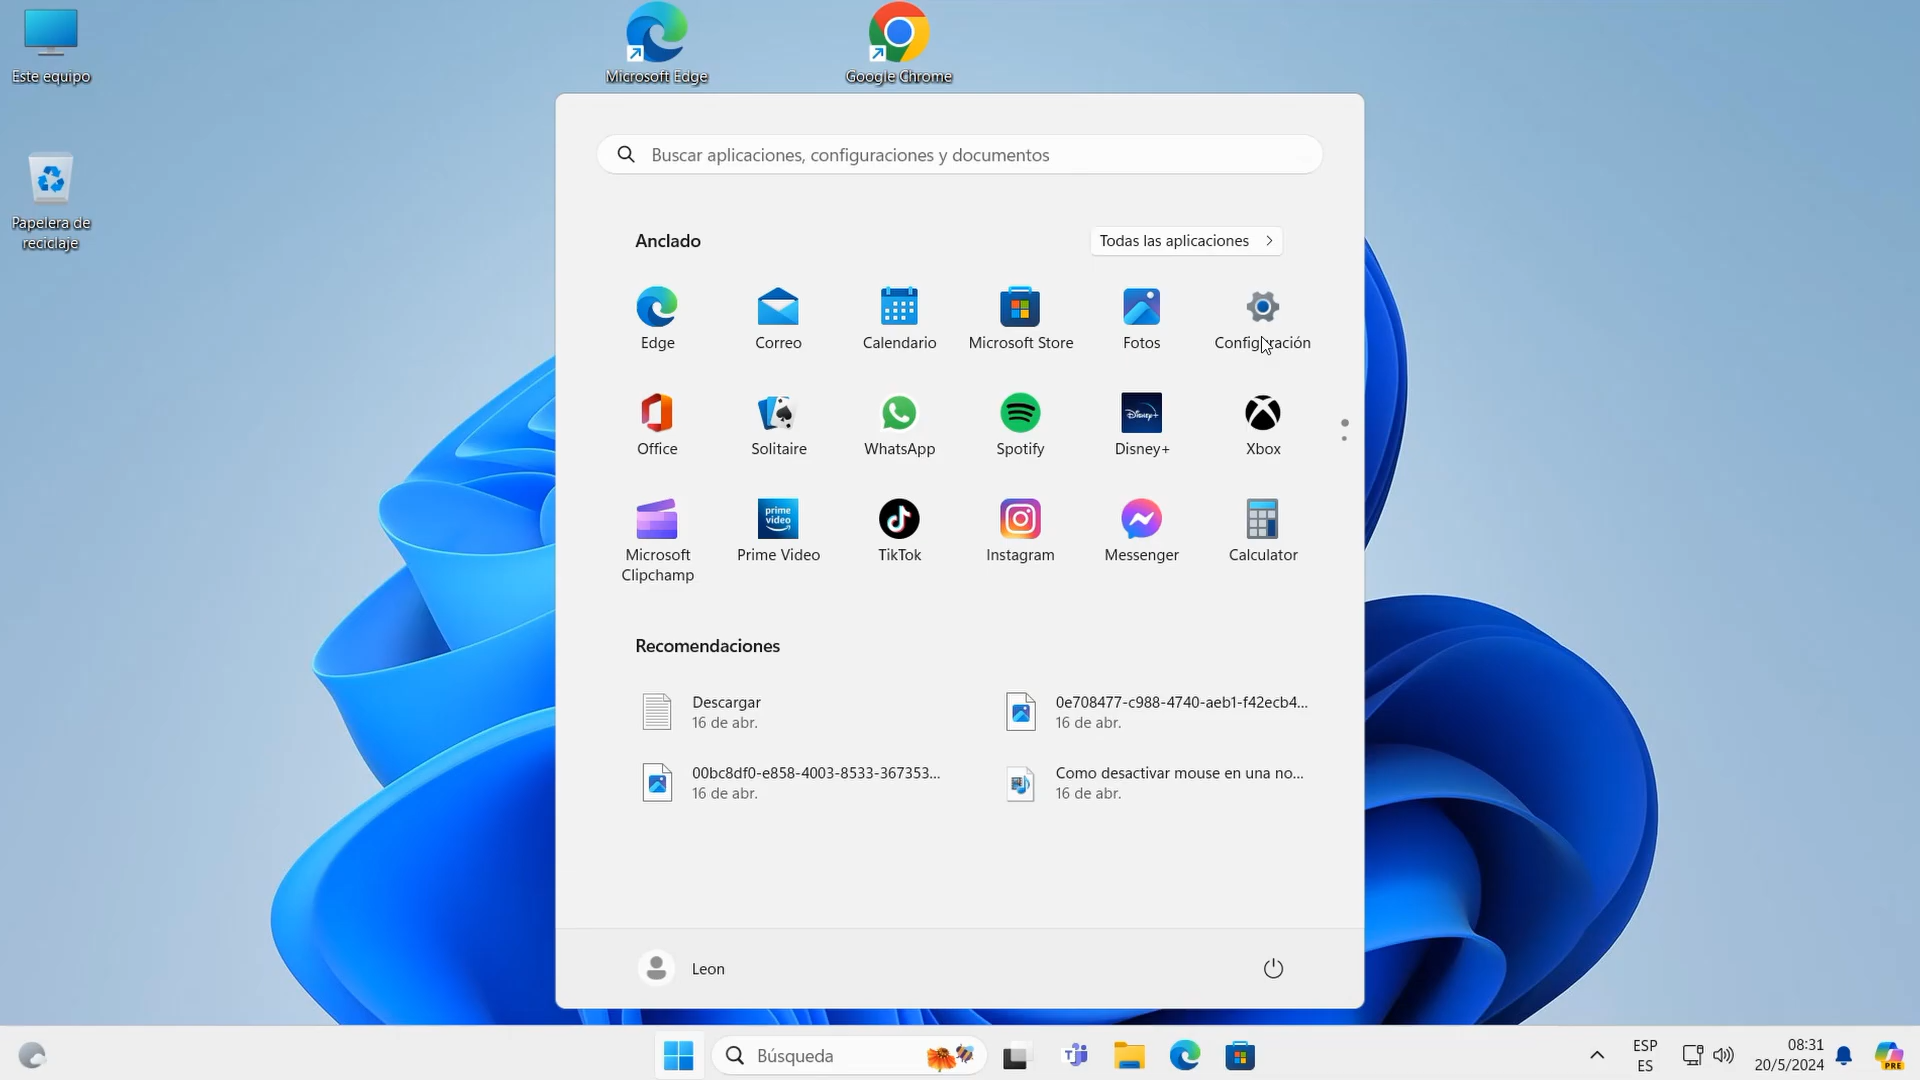 Este equipo
Microsoft Edge
Google Chrome
Papelera de
reciclaje
Buscar aplicaciones, configuraciones y documentos
Anclado
Todas las aplicaciones
Edge
Correo
Calendario
Microsoft Store
Fotos
Configuración
Office
Solitaire
WhatsApp
Spotify
Disney+
Disney+
Xbox
Microsoft
Clipchamp
prime
video
Prime Video
TikTok
Instagram
Messenger
Calculator
Recomendaciones
Descargar
16 de abr.
0e708477-c988-4740-aeb1-f42ecb4...
16 de abr.
00bc8df0-e858-4003-8533-367353...
16 de abr.
Como desactivar mouse en una no...
16 de abr.
Leon
Búsqueda
ESP
ES
08:31
20/5/2024
PRE